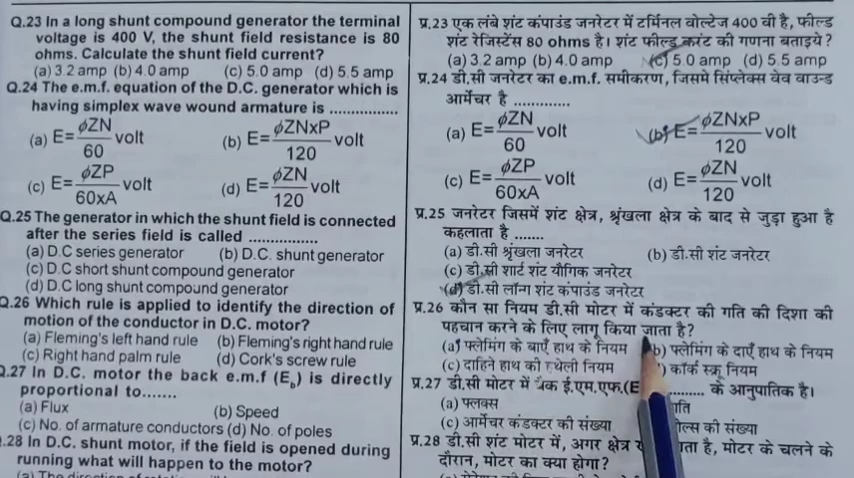 Q.23 In a long shunt compound generator the terminal
voltage is 400 V, the shunt field resistance is 80
ohms. Calculate the shunt field current?
(a) 3.2 amp (b) 4.0 amp (c) 5.0 amp (d) 5.5 amp
Q.24 The e.m.f. equation of the D.C. generator which is
having simplex wave wound armature is .................
(a) E=ϕZN/60 volt (b) E=ϕZNxP/120 volt
(c) E=ϕZP/60xA volt (d) E=ϕZN/120 volt
Q.25 The generator in which the shunt field is connected
after the series field is called ................
(a) D.C series generator (b) D.C. shunt generator
(c) D.C short shunt compound generator
(d) D.C long shunt compound generator
Q.26 Which rule is applied to identify the direction of
motion of the conductor in D.C. motor?
(a) Fleming's left hand rule (b) Fleming's right hand rule
(c) Right hand palm rule (d) Cork's screw rule
Q.27 In D.C. motor the back e.m.f (E_b) is directly
proportional to.......
(a) Flux (b) Speed
(c) No. of armature conductors (d) No. of poles
.28 In D.C. shunt motor, if the field is opened during
running what will happen to the motor?
(a) The direction
प्र.23 एक लंबे शंट कंपाउंड जनरेटर में टर्मिनल वोल्टेज 400 वी है, फील्ड
शंट रेजिस्टेंस 80 ohms है। शंट फील्ड करंट की गणना बताइये ?
(a) 3.2 amp (b) 4.0 amp (c) 5.0 amp (d) 5.5 amp
प्र.24 डी.सी जनरेटर का e.m.f. समीकरण, जिसमे सिंप्लेक्स वेव वाउन्ड
आर्मेचर है .............
(a) E=ϕZN/60 volt (b) E=ϕZNxP/120 volt
(c) E=ϕZP/60xA volt (d) E=ϕZN/120 volt
प्र.25 जनरेटर जिसमें शंट क्षेत्र, श्रृंखला क्षेत्र के बाद से जुड़ा हुआ है
कहलाता है .......
(a) डी.सी श्रृंखला जनरेटर (b) डी.सी शंट जनरेटर
(c) डी.सी शार्ट शंट यौगिक जनरेटर
(d) डी.सी लॉन्ग शंट कंपाउंड जनरेटर
प्र.26 कौन सा नियम डी.सी मोटर में कंडक्टर की गति की दिशा की
पहचान करने के लिए लागू किया जाता है?
(a) फ्लेमिंग के बाएँ हाथ के नियम b) फ्लेमिंग के दाएँ हाथ के नियम
(c) दाहिने हाथ की हथेली नियम ) कॉर्क स्क्रू नियम
प्र.27 डी.सी मोटर में बैक ई.एम.एफ.(E ......... के आनुपातिक है।
(a) फ्लक्स गति
(c) आर्मेचर कंडक्टर की संख्या पोल्स की संख्या
प्र.28 डी.सी शंट मोटर में, अगर क्षेत्र जाता है, मोटर के चलने के
दौरान, मोटर का क्या होगा?